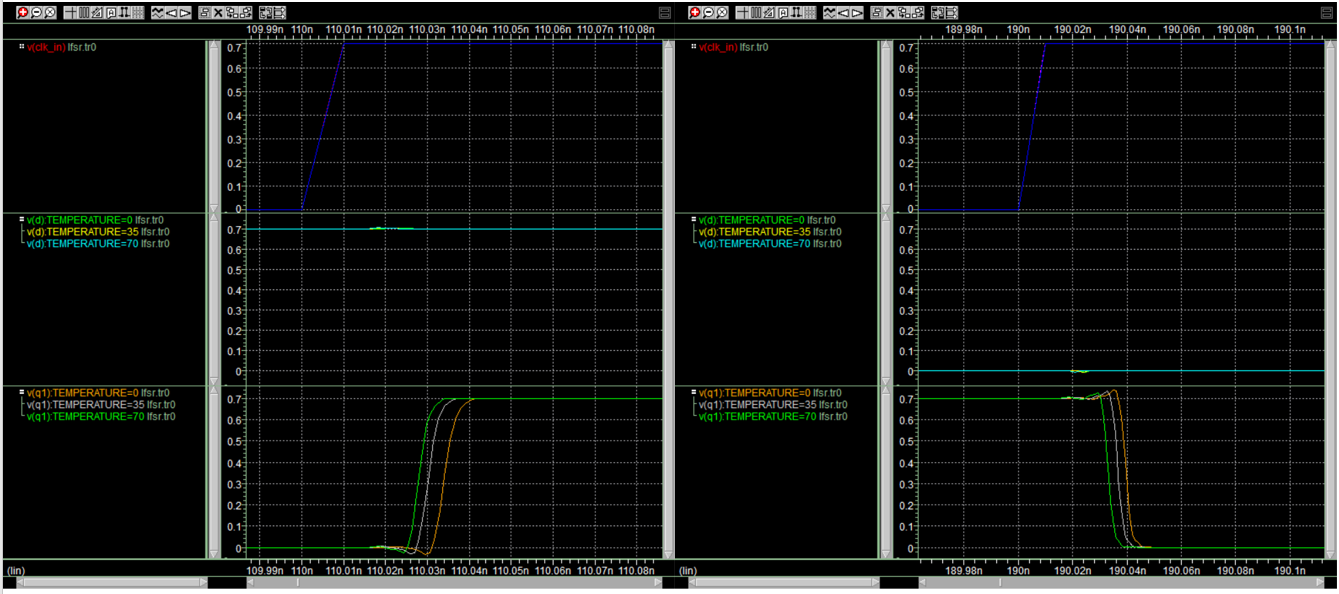 109.99n 110n 110.01n 110.02n 110.03n 110.04n 110.05n 110.06n 110.07n 110.08n
v(clk_in) lfsr.tr0
0.7
0.6
0.5
0.4
0.3
0.2
0.1
0
v(d):TEMPERATURE=0 lfsr.tr0
v(d):TEMPERATURE=35 lfsr.tr0
v(d):TEMPERATURE=70 lfsr.tr0
0.7
0.6
0.5
0.4
0.3
0.2
0.1
0
v(q1):TEMPERATURE=0 lfsr.tr0
v(q1):TEMPERATURE=35 lfsr.tr0
v(q1):TEMPERATURE=70 lfsr.tr0
0.7
0.6
0.5
0.4
0.3
0.2
0.1
0
(lin)
109.99n 110n 110.01n 110.02n 110.03n 110.04n 110.05n 110.06n 110.07n 110.08n
189.98n 190n 190.02n 190.04n 190.06n 190.08n 190.1n
v(clk_in) lfsr.tr0
0.7
0.6
0.5
0.4
0.3
0.2
0.1
0
v(d):TEMPERATURE=0 lfsr.tr0
v(d):TEMPERATURE=35 lfsr.tr0
v(d):TEMPERATURE=70 lfsr.tr0
0.7
0.6
0.5
0.4
0.3
0.2
0.1
0
v(q1):TEMPERATURE=0 lfsr.tr0
v(q1):TEMPERATURE=35 lfsr.tr0
v(q1):TEMPERATURE=70 lfsr.tr0
0.7
0.6
0.5
0.4
0.3
0.2
0.1
0
(lin)
189.98n 190n 190.02n 190.04n 190.06n 190.08n 190.1n